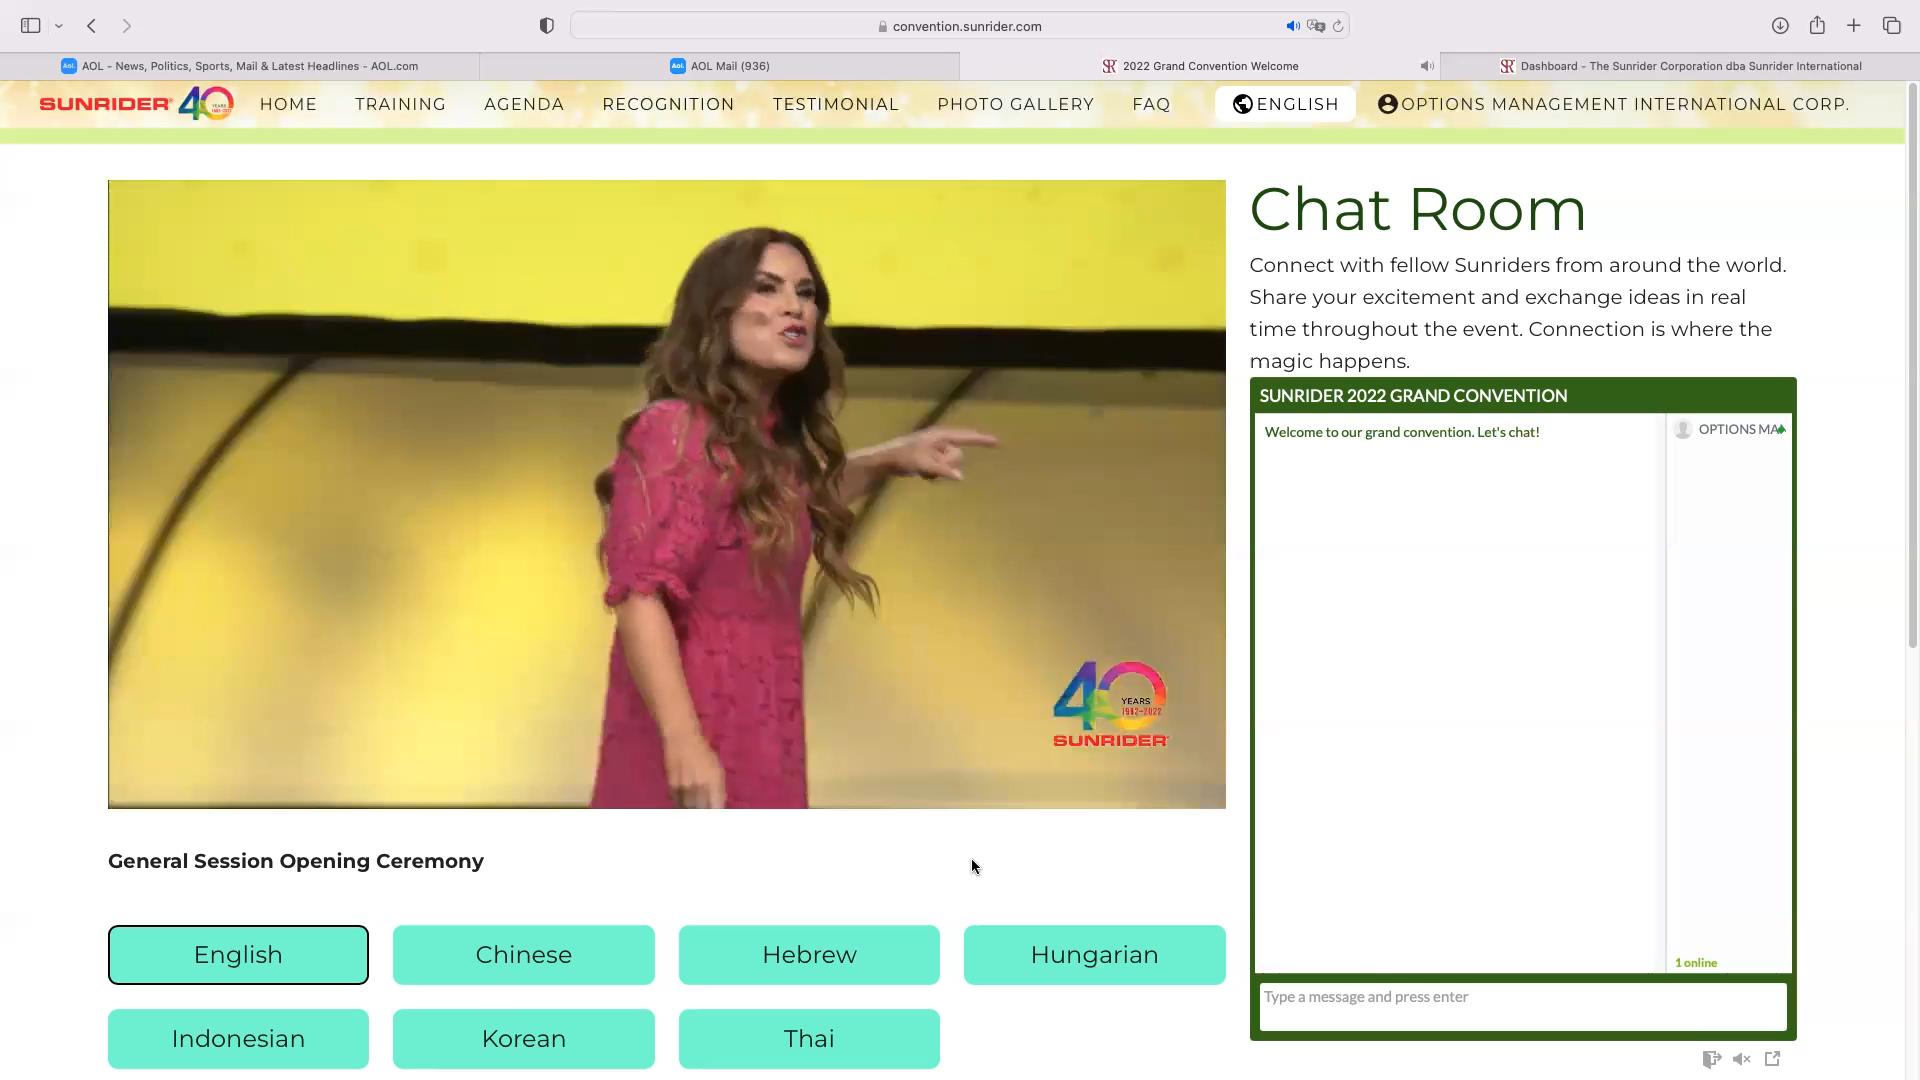 convention.sunrider.com
AOL - News, Politics, Sports, Mail & Latest Headlines - AOL.com
AOL Mail (936)
2022 Grand Convention Welcome
Dashboard - The Sunrider Corporation dba Sunrider International
SUNRIDER 40 YEARS 1982-2022
HOME
TRAINING
AGENDA
RECOGNITION
TESTIMONIAL
PHOTO GALLERY
FAQ
ENGLISH
OPTIONS MANAGEMENT INTERNATIONAL CORP.
40
YEARS
1982-2022
SUNRIDER
General Session Opening Ceremony
English
Chinese
Hebrew
Hungarian
Indonesian
Korean
Thai
Chat Room
Connect with fellow Sunriders from around the world.
Share your excitement and exchange ideas in real
time throughout the event. Connection is where the
magic happens.
SUNRIDER 2022 GRAND CONVENTION
Welcome to our grand convention. Let's chat!
OPTIONS MA
1 online
Type a message and press enter